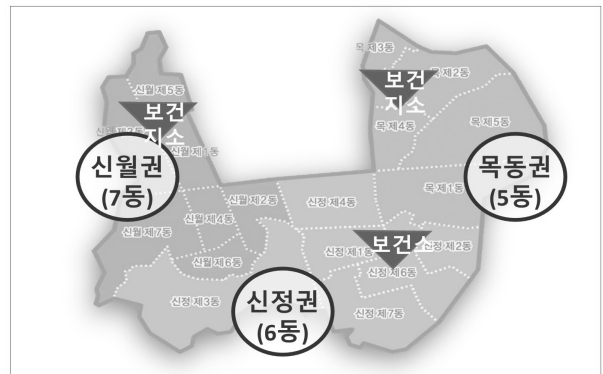 목 제3동
신월 제5동
보건
지소
목 제2동
보건
지소
목 제4동
목 제5동
신월 제1동
신월권
(7동)
목동권
(5동)
목 제1동
신월 제2동
신정 제4동
신월 제4동
신월 제7동
보건소
신정 제1동
신정 제2동
신월 제6동
신정 제6동
신정 제3동
신정권
(6동)
신정 제7동